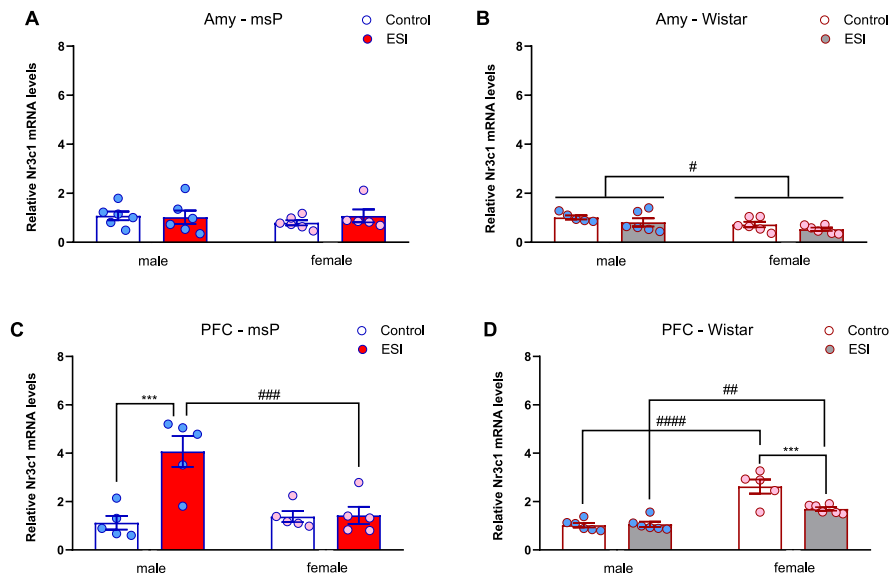 A
Amy - msP
Control
ESI
Relative Nr3c1 mRNA levels
8
6
4
2
0
male
female
B
Amy - Wistar
Control
ESI
Relative Nr3c1 mRNA levels
8
6
4
2
0
#
male
female
C
PFC - msP
Control
ESI
Relative Nr3c1 mRNA levels
8
6
4
2
0
***
###
male
female
D
PFC - Wistar
Contro
ESI
Relative Nr3c1 mRNA levels
8
6
4
2
0
##
####
***
male
female